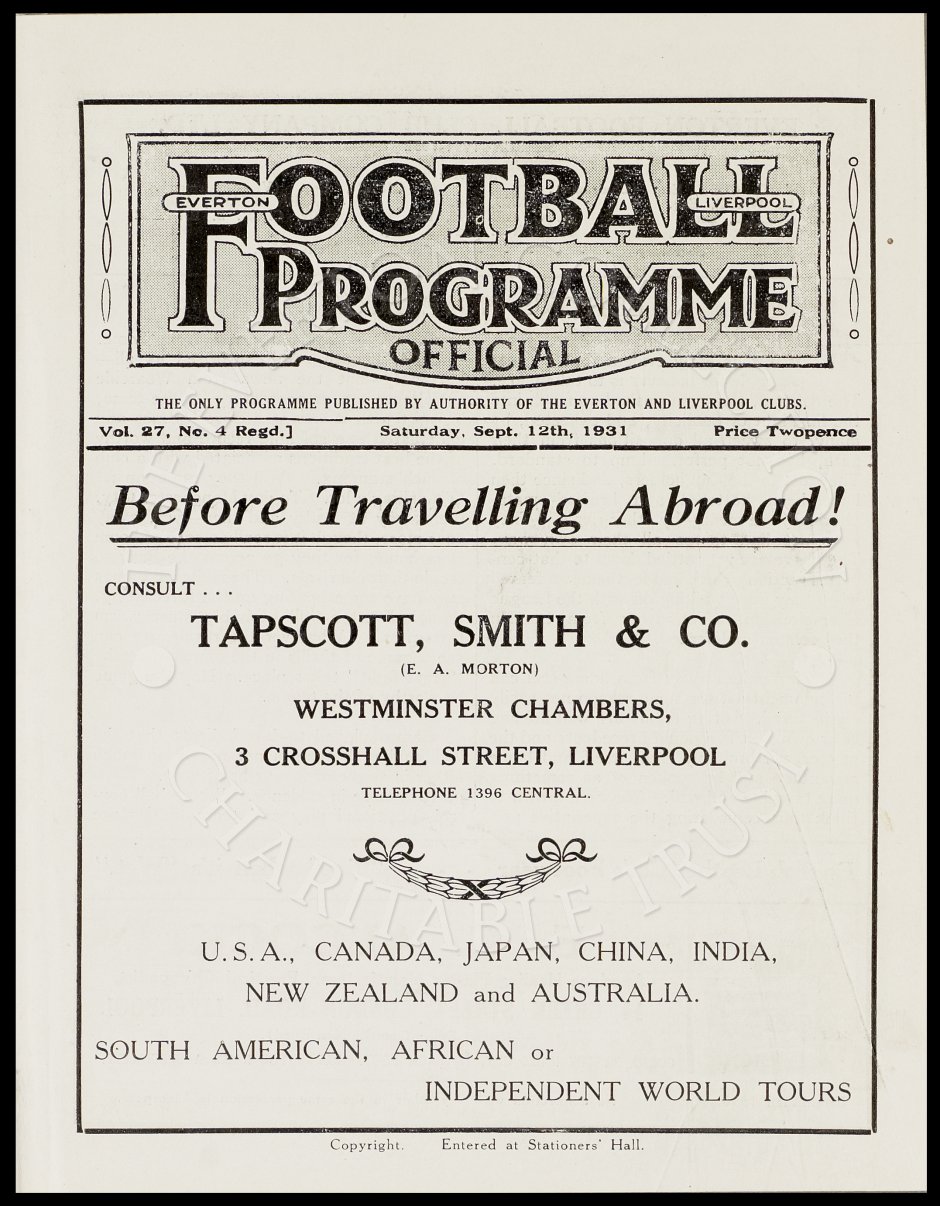 FOOTBALL
EVERTON
LIVERPOOL
PROGRAMME
OFFICIAL
THE ONLY PROGRAMME PUBLISHED BY AUTHORITY OF THE EVERTON AND LIVERPOOL CLUBS.
Vol. 27, No. 4 Regd.] Saturday, Sept. 12th, 1931 Price Twopence
Before Travelling Abroad!
CONSULT . . .
TAPSCOTT, SMITH & CO.
(E. A. MORTON)
WESTMINSTER CHAMBERS,
3 CROSSHALL STREET, LIVERPOOL
TELEPHONE 1396 CENTRAL.
U.S.A., CANADA, JAPAN, CHINA, INDIA,
NEW ZEALAND and AUSTRALIA.
SOUTH AMERICAN, AFRICAN or
INDEPENDENT WORLD TOURS
Copyright. Entered at Stationers' Hall.
CHARITABLE TRUST